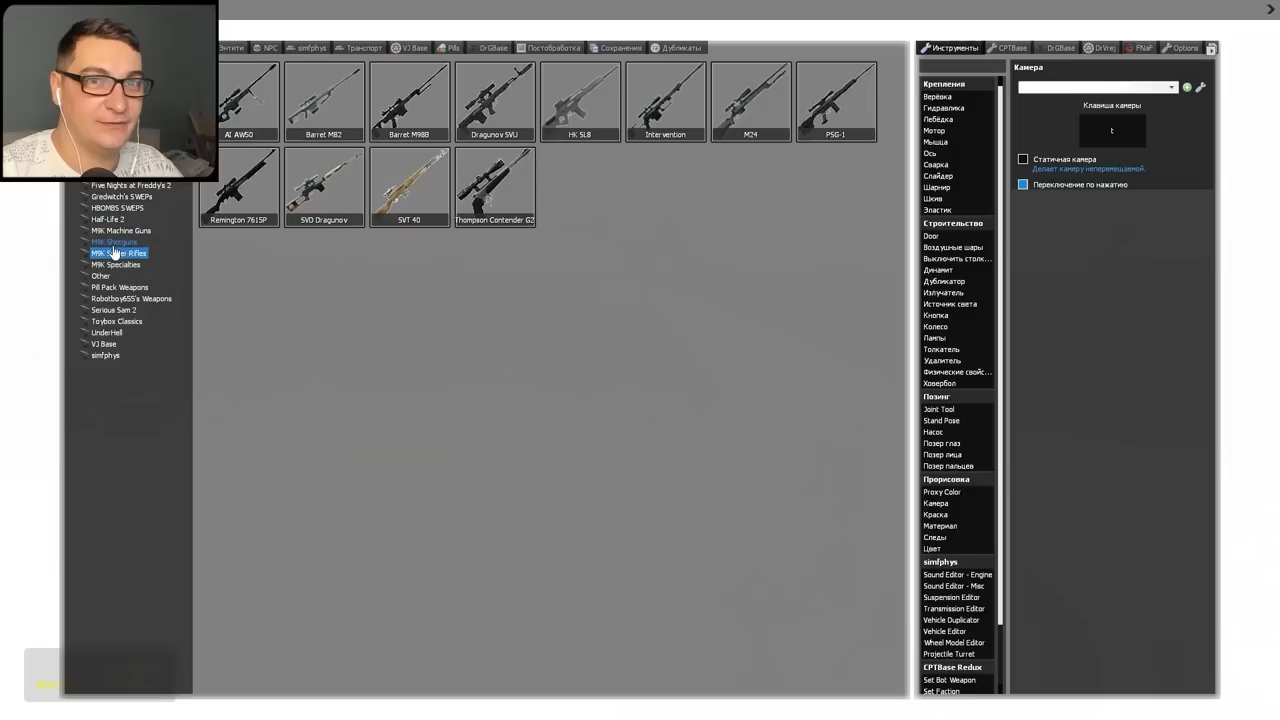 Энтити
NPC
simfphys
Транспорт
VJ Base
Pills
DrGBase
Постобработка
Сохранения
Дубликаты
AI AW50
Barret M82
Barret M98B
Dragunov SVU
HK SL8
Intervention
M24
PSG-1
Remington 7615P
SVD Dragunov
SVT 40
Thompson Contender G2
Five Nights at Freddy's 2
Gredwitch's SWEPs
HBOMBS SWEPS
Half-Life 2
M9K Machine Guns
M9K Shotguns
M9K Rifles
M9K Specialties
Other
Pill Pack Weapons
Robotboy655's Weapons
Serious Sam 2
Toybox Classics
UnderHell
VJ Base
simfphys
Инструменты
CPTBase
DrGBase
DrVrej
FNaF
Options
Крепления
Верёвка
Гидравлика
Лебёдка
Мотор
Мышца
Ось
Сварка
Слайдер
Шарнир
Шкив
Эластик
Строительство
Door
Воздушные шары
Выключить столк...
Динамит
Дубликатор
Излучатель
Источник света
Кнопка
Колесо
Лампы
Толкатель
Удалитель
Физические свойс...
Ховербол
Позинг
Joint Tool
Stand Pose
Насос
Позер глаз
Позер лица
Позер пальцев
Прорисовка
Proxy Color
Камера
Краска
Материал
Следы
Цвет
simfphys
Sound Editor - Engine
Sound Editor - Misc
Suspension Editor
Transmission Editor
Vehicle Duplicator
Vehicle Editor
Wheel Model Editor
Projectile Turret
CPTBase Redux
Set Bot Weapon
Set Faction
Камера
Клавиша камеры
t
Статичная камера
Делает камеру неперемещаемой.
Переключение по нажатию